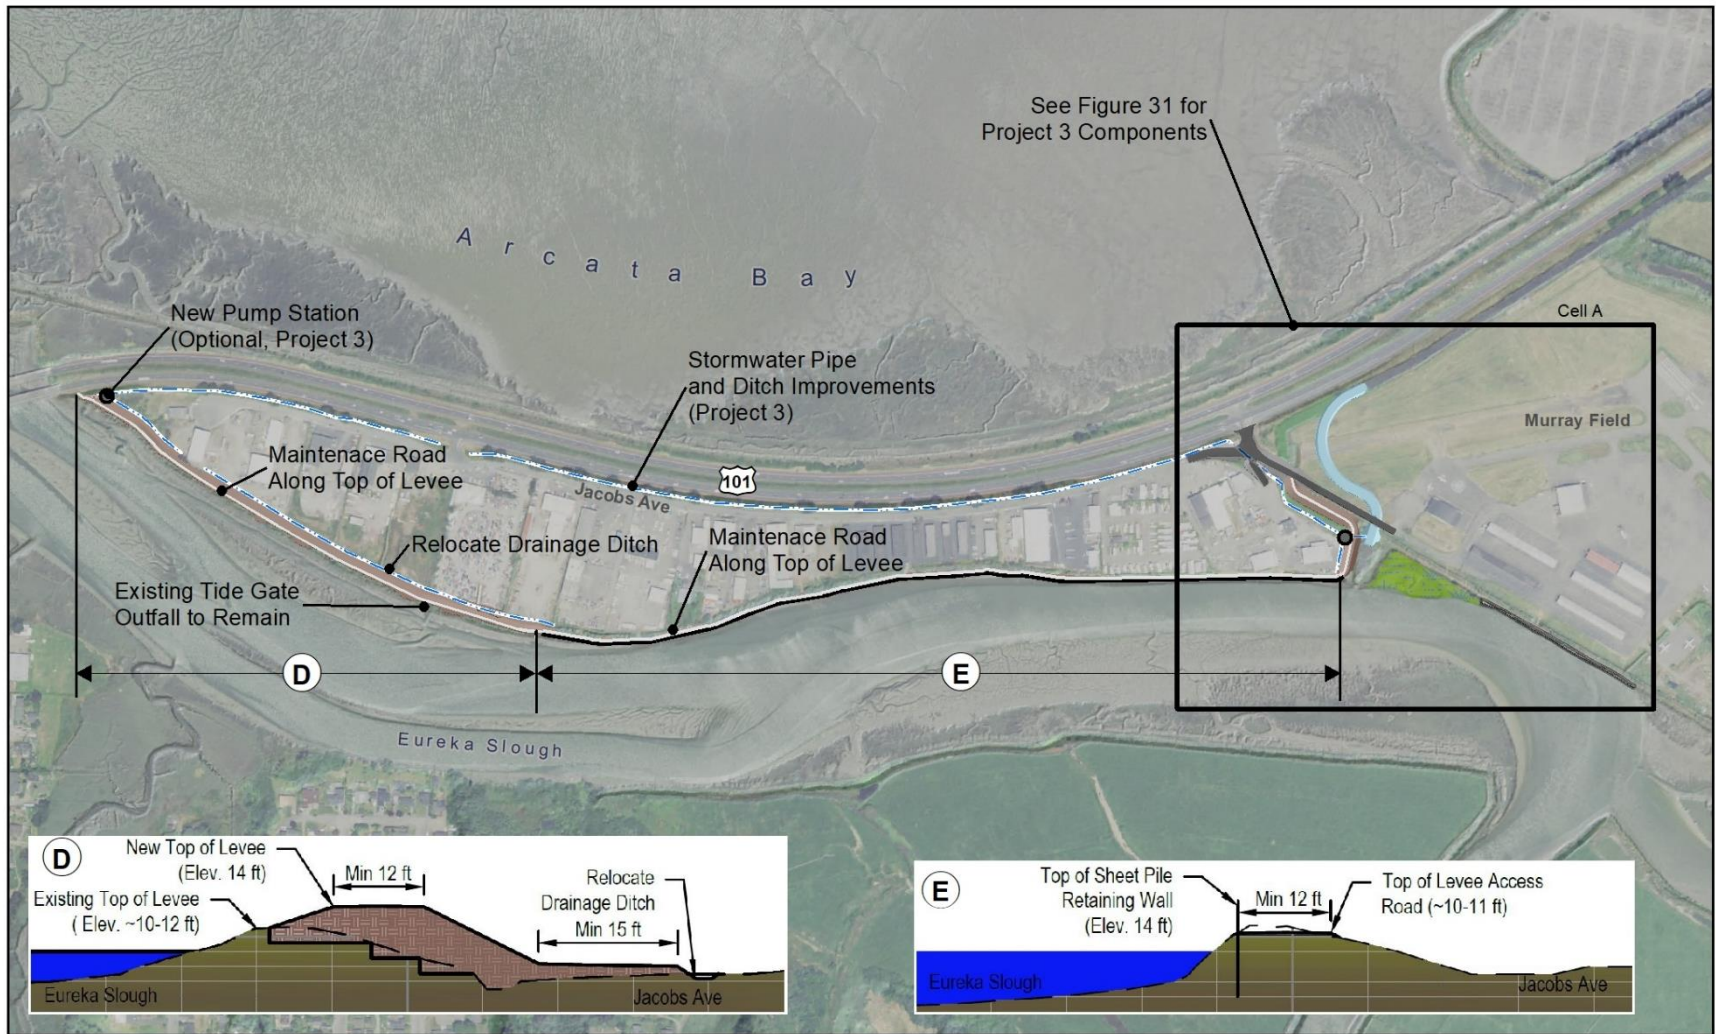 See Figure 31 for
Project 3 Components
Arcata Bay
Cell A
New Pump Station
(Optional, Project 3)
Stormwater Pipe
and Ditch Improvements
(Project 3)
Murray Field
Maintenace Road
Along Top of Levee
101
Jacobs Ave
Relocate Drainage Ditch
Maintenace Road
Along Top of Levee
Existing Tide Gate
Outfall to Remain
D
E
Eureka Slough
D
New Top of Levee
(Elev. 14 ft)
Min 12 ft
Existing Top of Levee
( Elev. ~10-12 ft)
Relocate
Drainage Ditch
Min 15 ft
Eureka Slough
Jacobs Ave
E
Top of Sheet Pile
Retaining Wall
(Elev. 14 ft)
Min 12 ft
Top of Levee Access
Road (~10-11 ft)
Eureka Slough
Jacobs Ave